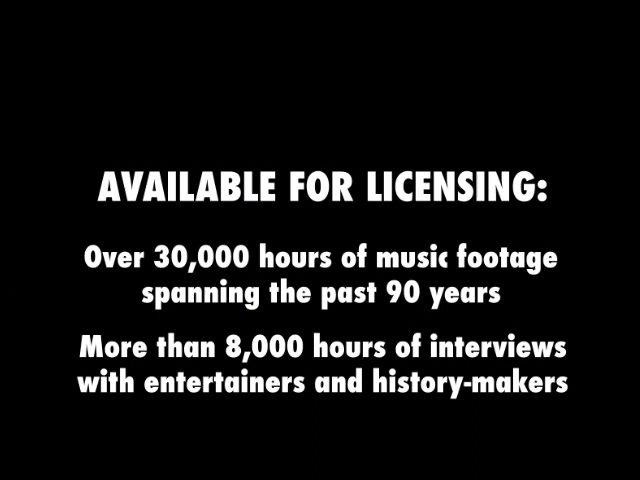 AVAILABLE FOR LICENSING:
Over 30,000 hours of music footage
spanning the past 90 years
More than 8,000 hours of interviews
with entertainers and history-makers